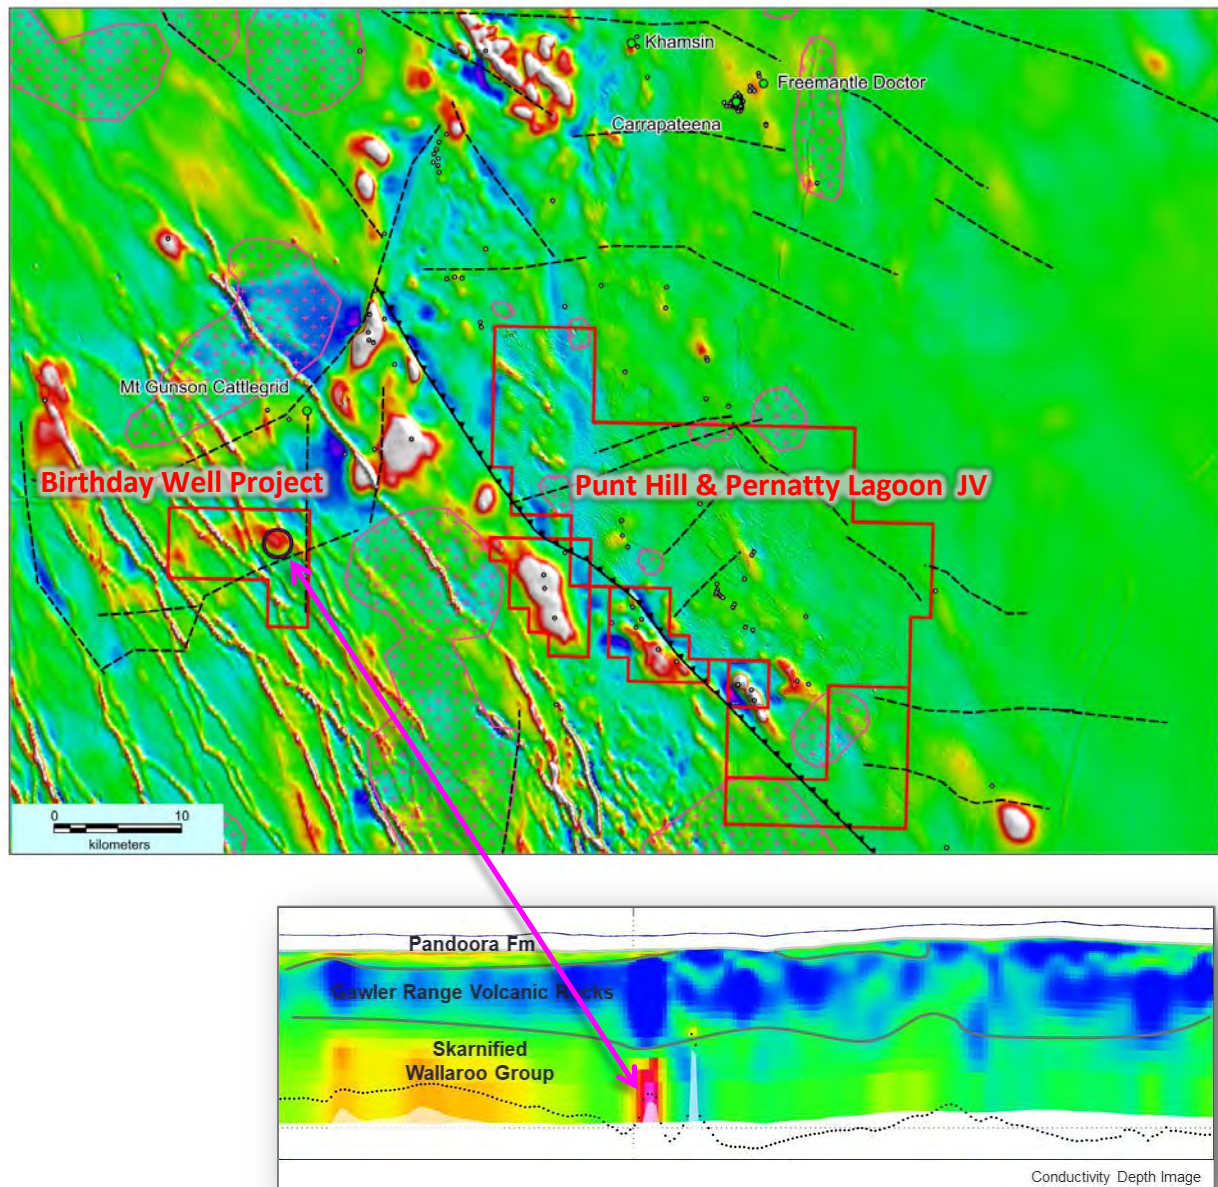 Khamsin
Freemantle Doctor
Carrapateena
Mt Gunson Cattlegrid
Birthday Well Project
Punt Hill & Pernatty Lagoon JV
0 10
kilometers
Pandoora Fm
Gawler Range Volcanic Rocks
Skarnified
Wallaroo Group
Conductivity Depth Image